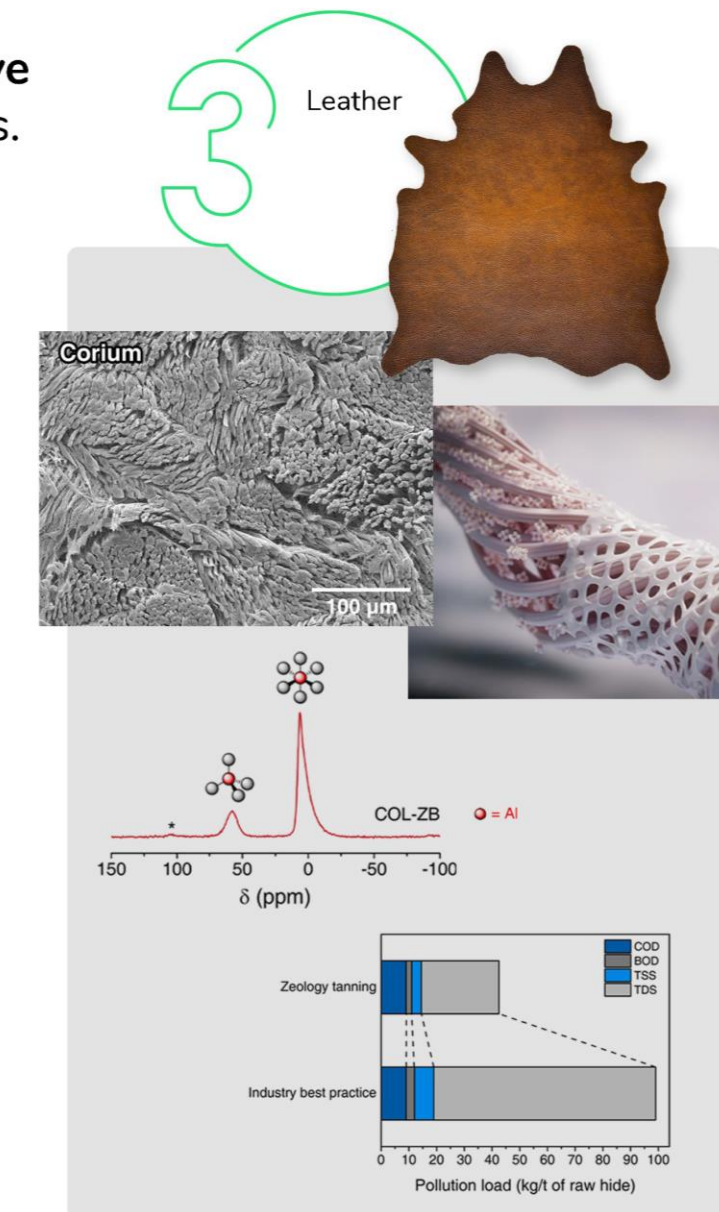 ve
s.
3
Leather
Corium
100 µm
*
COL-ZB
= Al
150 100 50 0 -50 -100
δ (ppm)
COD
BOD
TSS
TDS
Zeology tanning
Industry best practice
0 10 20 30 40 50 60 70 80 90 100
Pollution load (kg/t of raw hide)